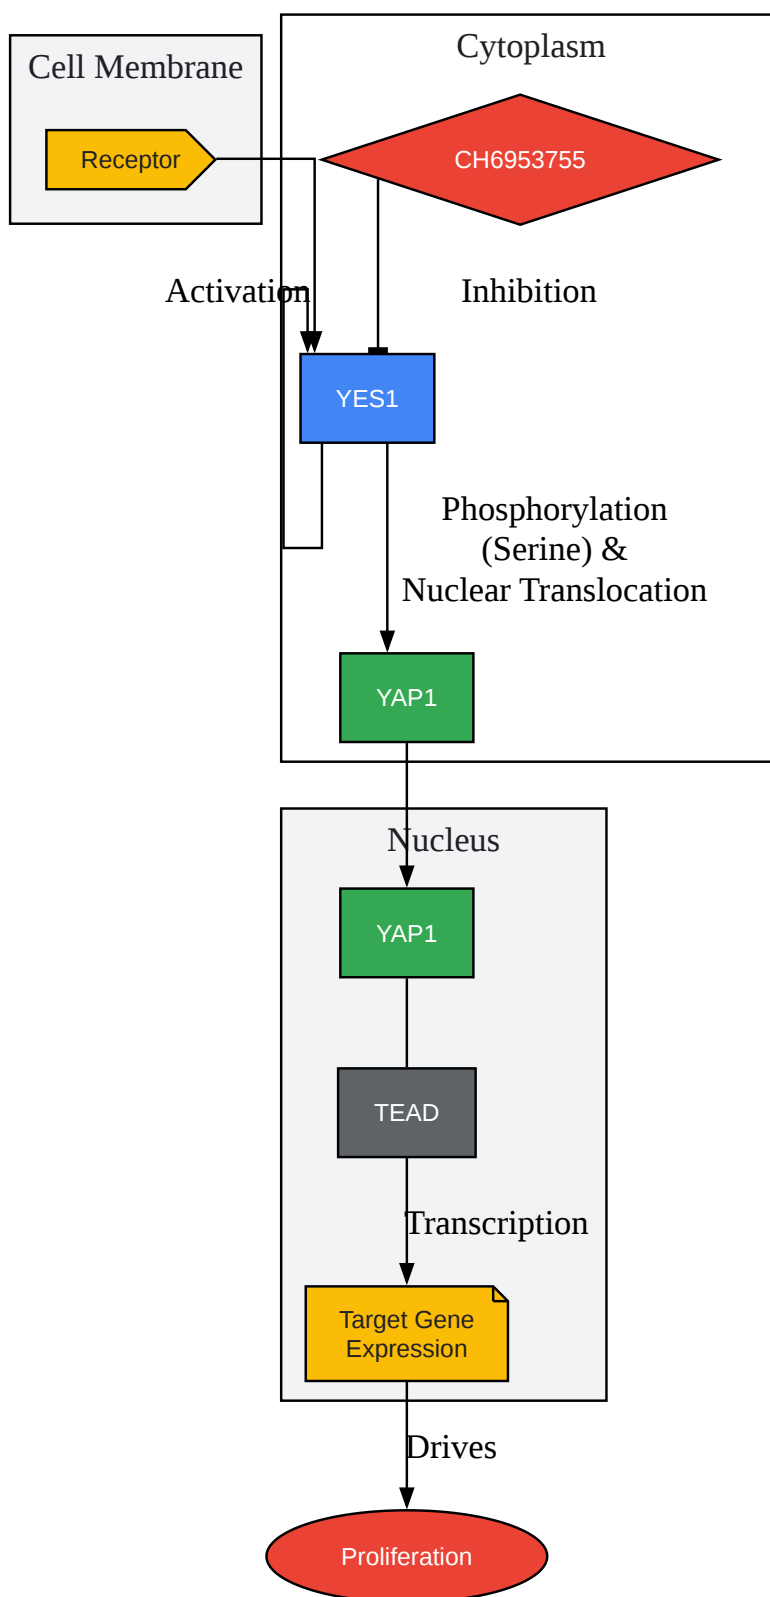 Cell Membrane
Cytoplasm
Receptor
CH6953755
Activation
Inhibition
YES1
Phosphorylation
(Serine) &
Nuclear Translocation
YAP1
Nucleus
YAP1
TEAD
Transcription
Target Gene
Expression
Drives
Proliferation